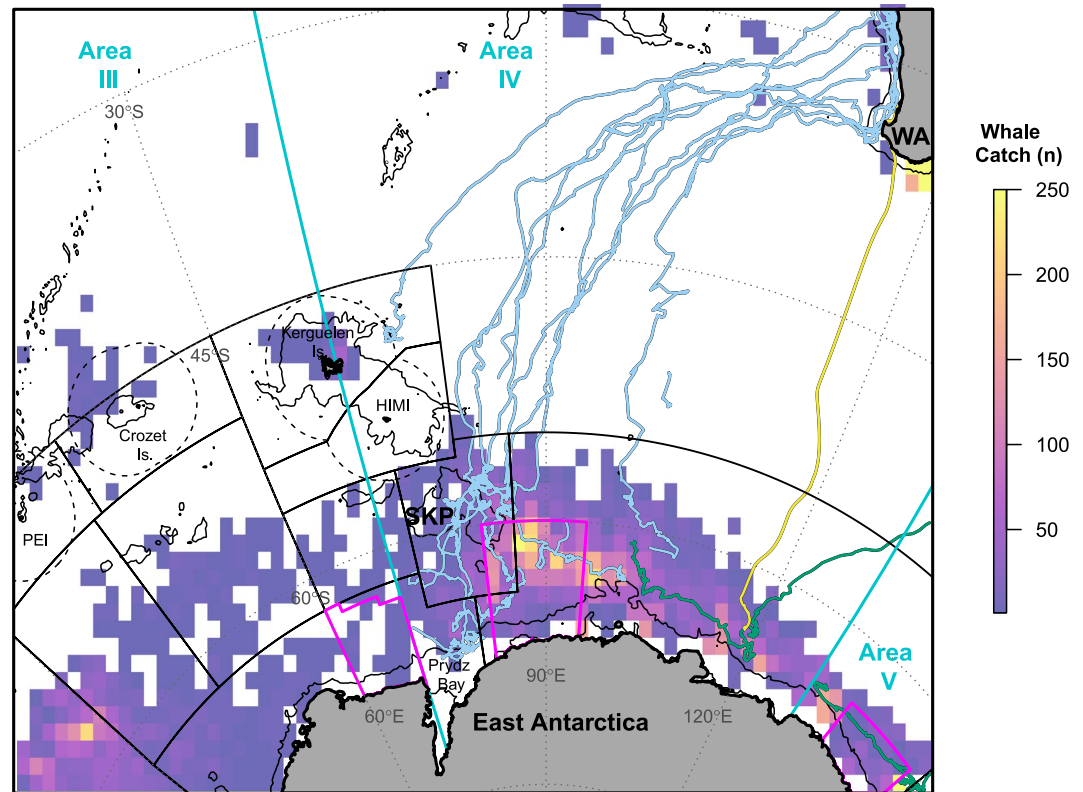 Area
III
Area
IV
30°S
WA
Whale
Catch (n)
250
200
150
100
50
Kerguelen
Is.
45°S
HIMI
Crozet
Is.
SKP
PEI
60°S
Prydz
Bay
Area
V
90°E
60°E
120°E
East Antarctica